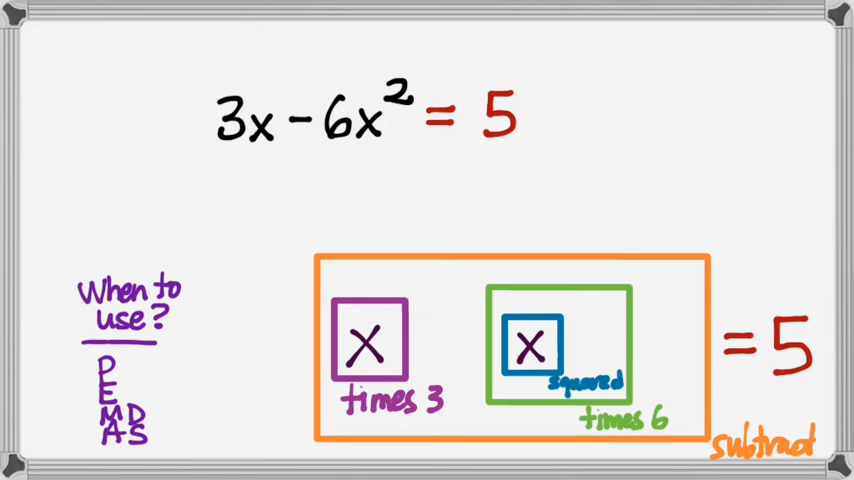 3x - 6x² = 5
When to
use?
P
E
MD
AS
X
times 3
X
squared
times 6
= 5
subtract